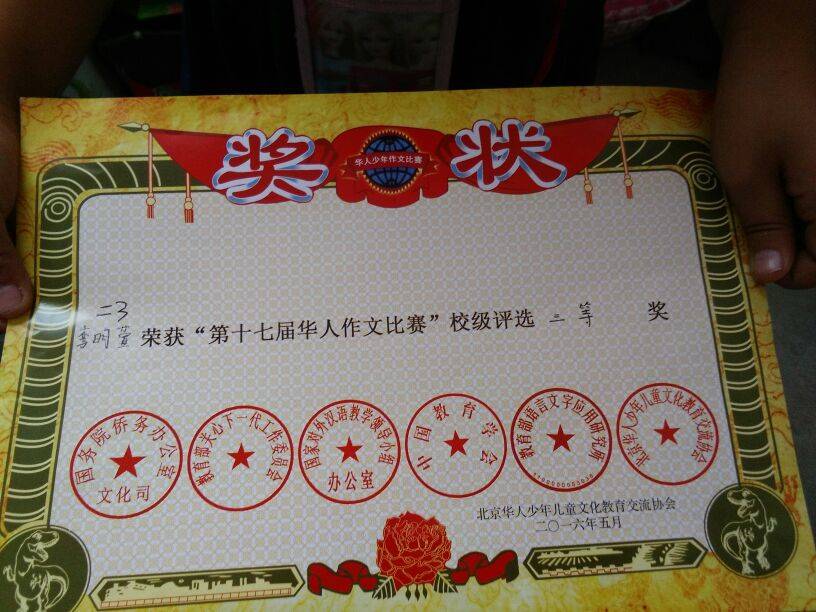 奖状
华人少年作文比赛
二3
李明萱荣获“第十七届华人作文比赛”校级评选 三等 奖
国务院侨务办公室
文化司
教育部关心下一代工作委员会
国家对外汉语教学领导小组
办公室
中国教育学会
教育部语言文字应用研究所
北京华人少年儿童文化教育交流协会
北京华人少年儿童文化教育交流协会
二〇一六年五月